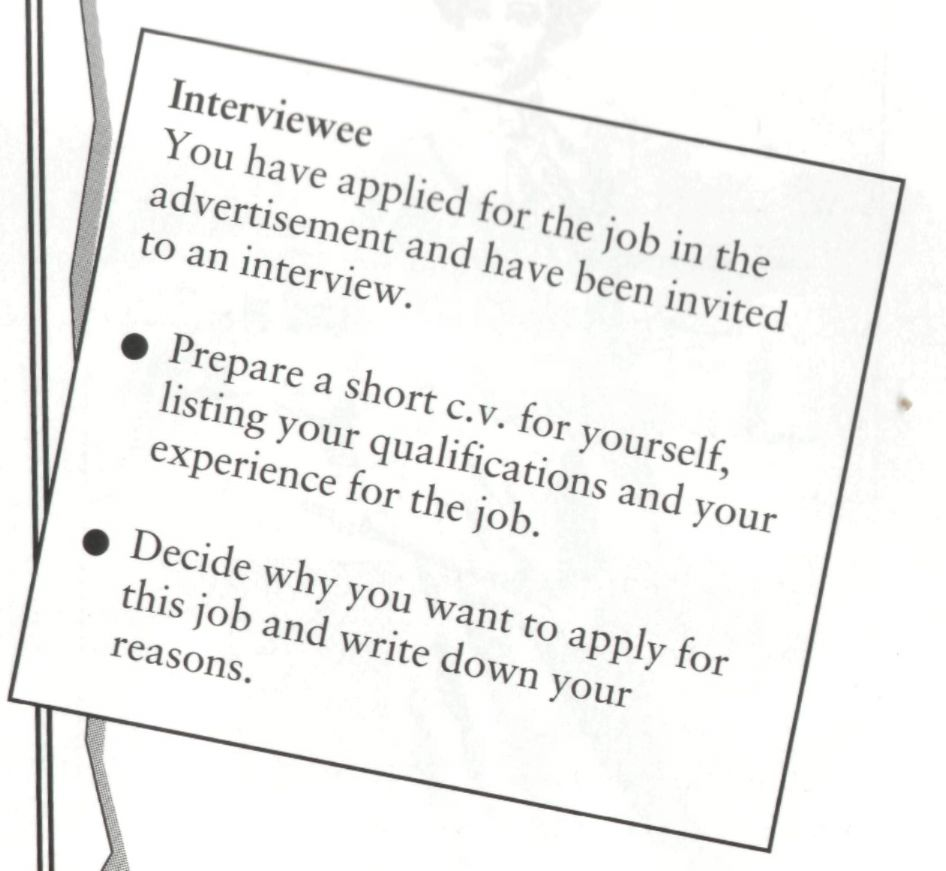 Interviewee
You have applied for the job in the
advertisement and have been invited
to an interview.
● Prepare a short c.v. for yourself,
listing your qualifications and your
experience for the job.
● Decide why you want to apply for
this job and write down your
reasons.